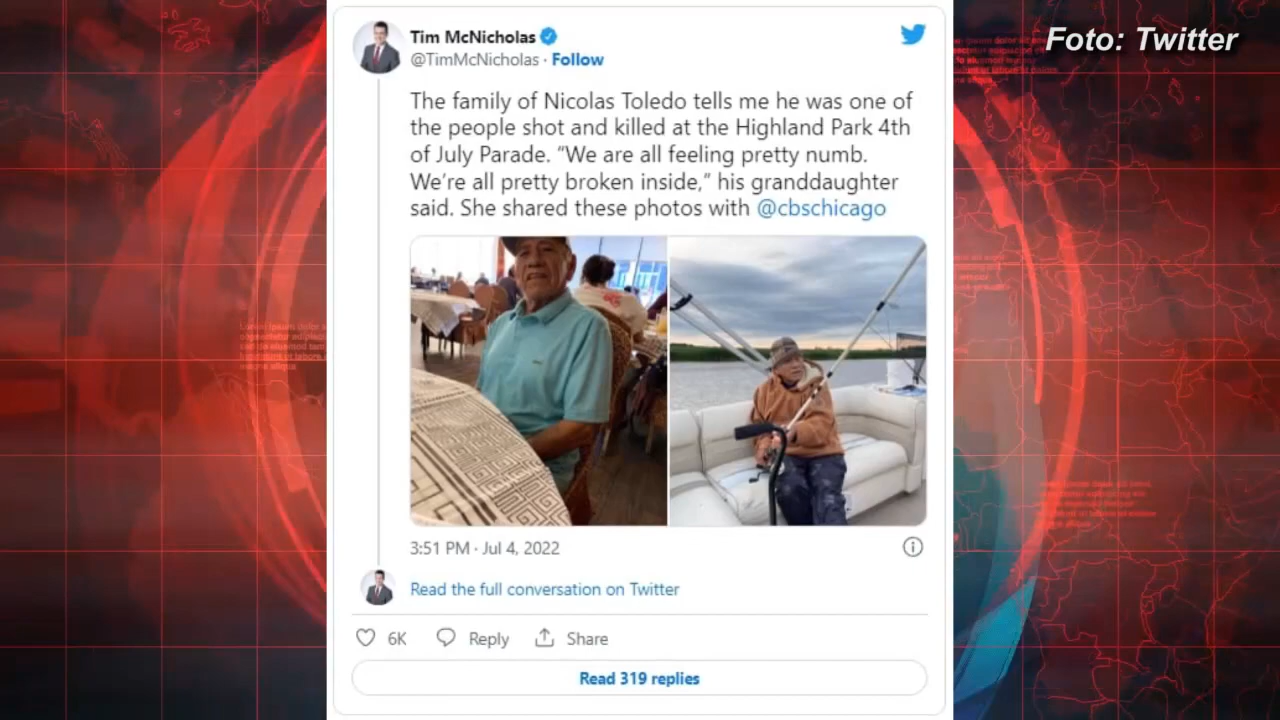 Foto: Twitter
Tim McNicholas
@TimMcNicholas · Follow
The family of Nicolas Toledo tells me he was one of
the people shot and killed at the Highland Park 4th
of July Parade. “We are all feeling pretty numb.
We’re all pretty broken inside,” his granddaughter
said. She shared these photos with @cbschicago
3:51 PM · Jul 4, 2022
Read the full conversation on Twitter
6K Reply Share
Read 319 replies